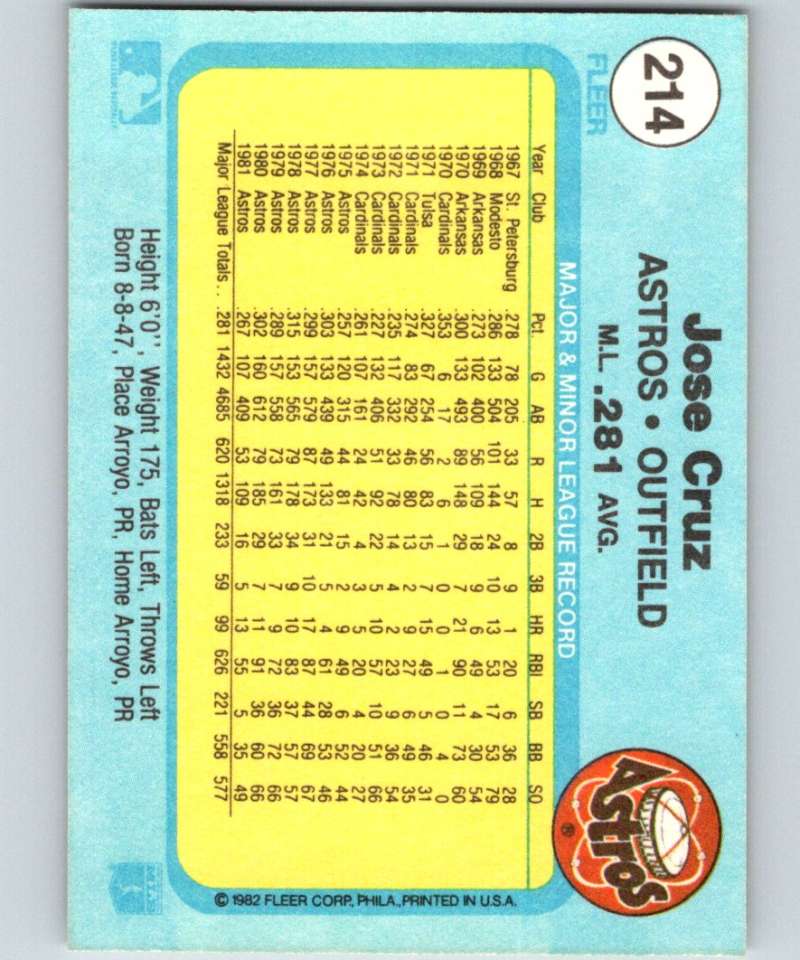 214
FLEER
Jose Cruz
ASTROS • OUTFIELD
M.L. .281 AVG.
Astros
®
MAJOR & MINOR LEAGUE RECORD
Year Club Pct. G AB R H 2B 3B HR RBI SB BB SO
1967 St. Petersburg .278 78 205 33 57 8 9 1 20 6 36 28
1968 Modesto .286 133 504 101 144 24 10 13 53 17 53 79
1969 Arkansas .273 102 400 56 109 18 9 6 49 4 30 54
1970 Arkansas .300 133 493 89 148 29 7 21 90 11 73 60
1970 Cardinals .353 6 17 2 6 1 0 0 1 0 4 0
1971 Tulsa .327 67 254 56 83 15 7 15 49 5 46 31
1971 Cardinals .274 83 292 46 80 13 2 9 27 6 49 35
1972 Cardinals .235 117 332 33 78 14 4 2 23 9 36 54
1973 Cardinals .227 132 406 51 92 22 5 10 57 10 51 66
1974 Cardinals .261 107 161 24 42 4 3 5 20 4 20 27
1975 Astros .257 120 315 44 81 15 2 9 49 6 52 44
1976 Astros .303 133 439 49 133 21 5 4 61 28 53 46
1977 Astros .299 157 579 87 173 31 10 17 87 44 69 67
1978 Astros .315 153 565 79 178 34 9 10 83 37 57 57
1979 Astros .289 157 558 73 161 33 7 9 72 36 72 66
1980 Astros .302 160 612 79 185 29 7 11 91 36 60 66
1981 Astros .267 107 409 53 109 16 5 13 55 5 35 49
Major League Totals . . .281 1432 4685 620 1318 233 59 99 626 221 558 577
© 1982 FLEER CORP., PHILA., PRINTED IN U.S.A.
Height 6'0", Weight 175, Bats Left, Throws Left
Born 8-8-47, Place Arroyo, PR, Home Arroyo, PR